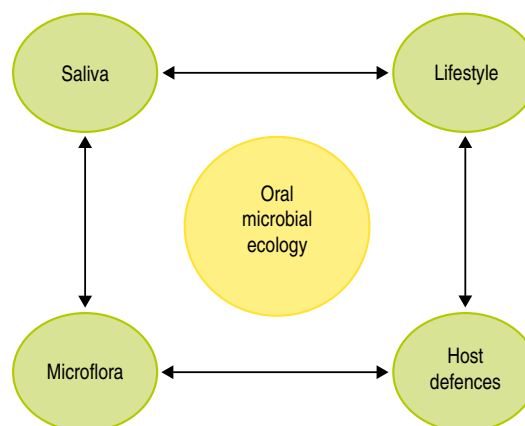 Saliva
Lifestyle
Oral
microbial
ecology
Microflora
Host
defences